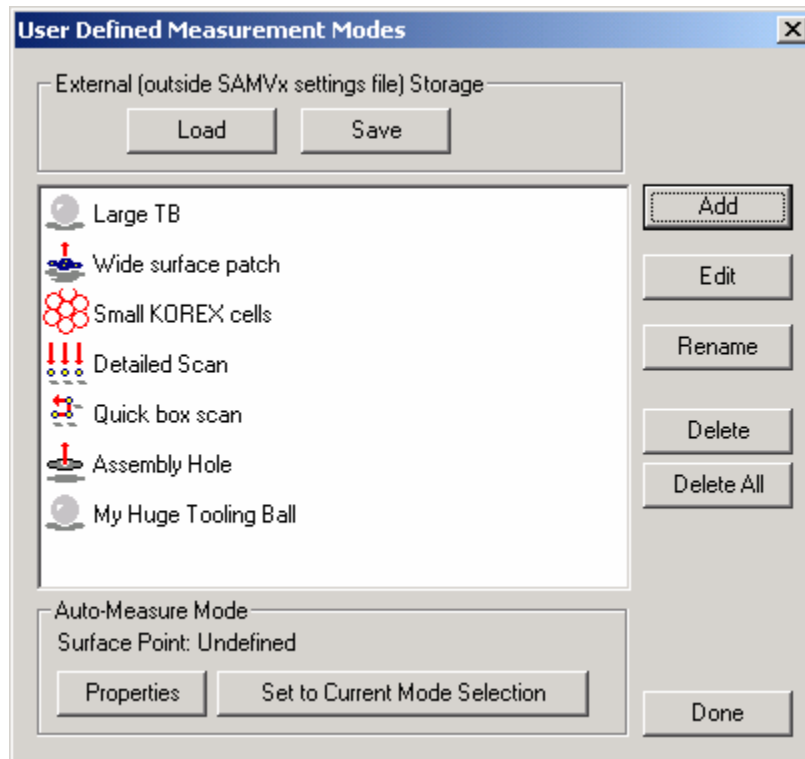 User Defined Measurement Modes
External (outside SAMVx settings file) Storage
Load Save
Large TB
Wide surface patch
Small KOREX cells
Detailed Scan
Quick box scan
Assembly Hole
My Huge Tooling Ball
Add
Edit
Rename
Delete
Delete All
Auto-Measure Mode
Surface Point: Undefined
Properties Set to Current Mode Selection
Done